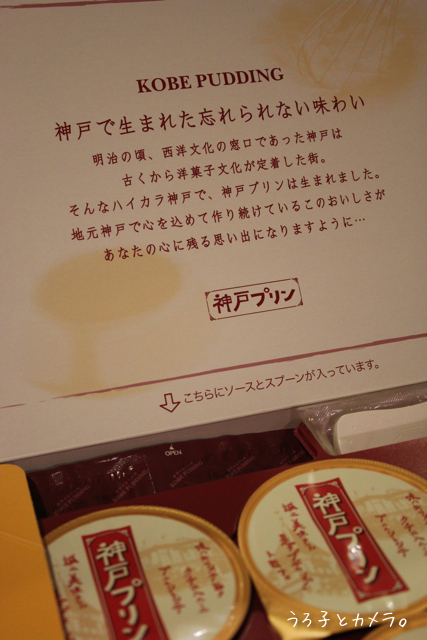 KOBE PUDDING
神戸で生まれた忘れられない味わい
明治の頃、西洋文化の窓口であった神戸は
古くから洋菓子文化が定着した街。
そんなハイカラ神戸で、神戸プリンは生まれました。
地元神戸で心を込めて作り続けているこのおいしさが
あなたの心に残る思い出になりますように…
神戸プリン
こちらにソースとスプーンが入っています。
OPEN
神戸プリン
神戸プリン
うろ子とカメラ。